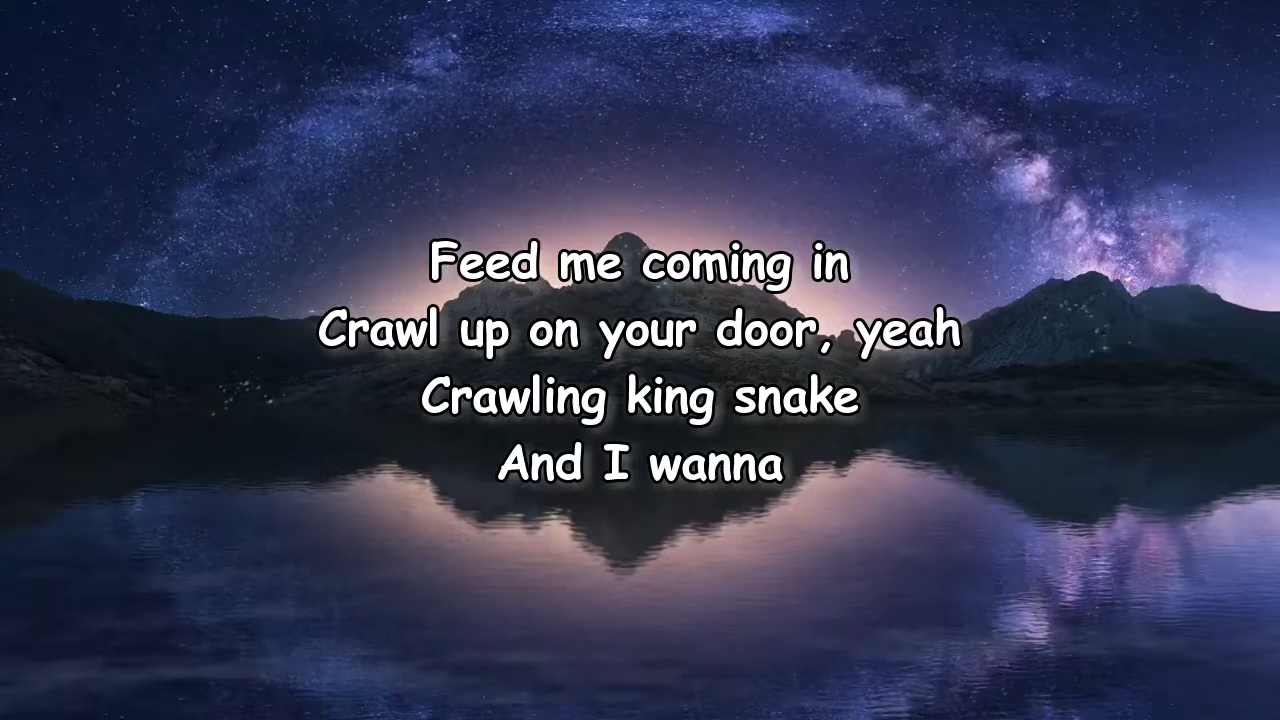 Feed me coming in
Crawl up on your door, yeah
Crawling king snake
And I wanna